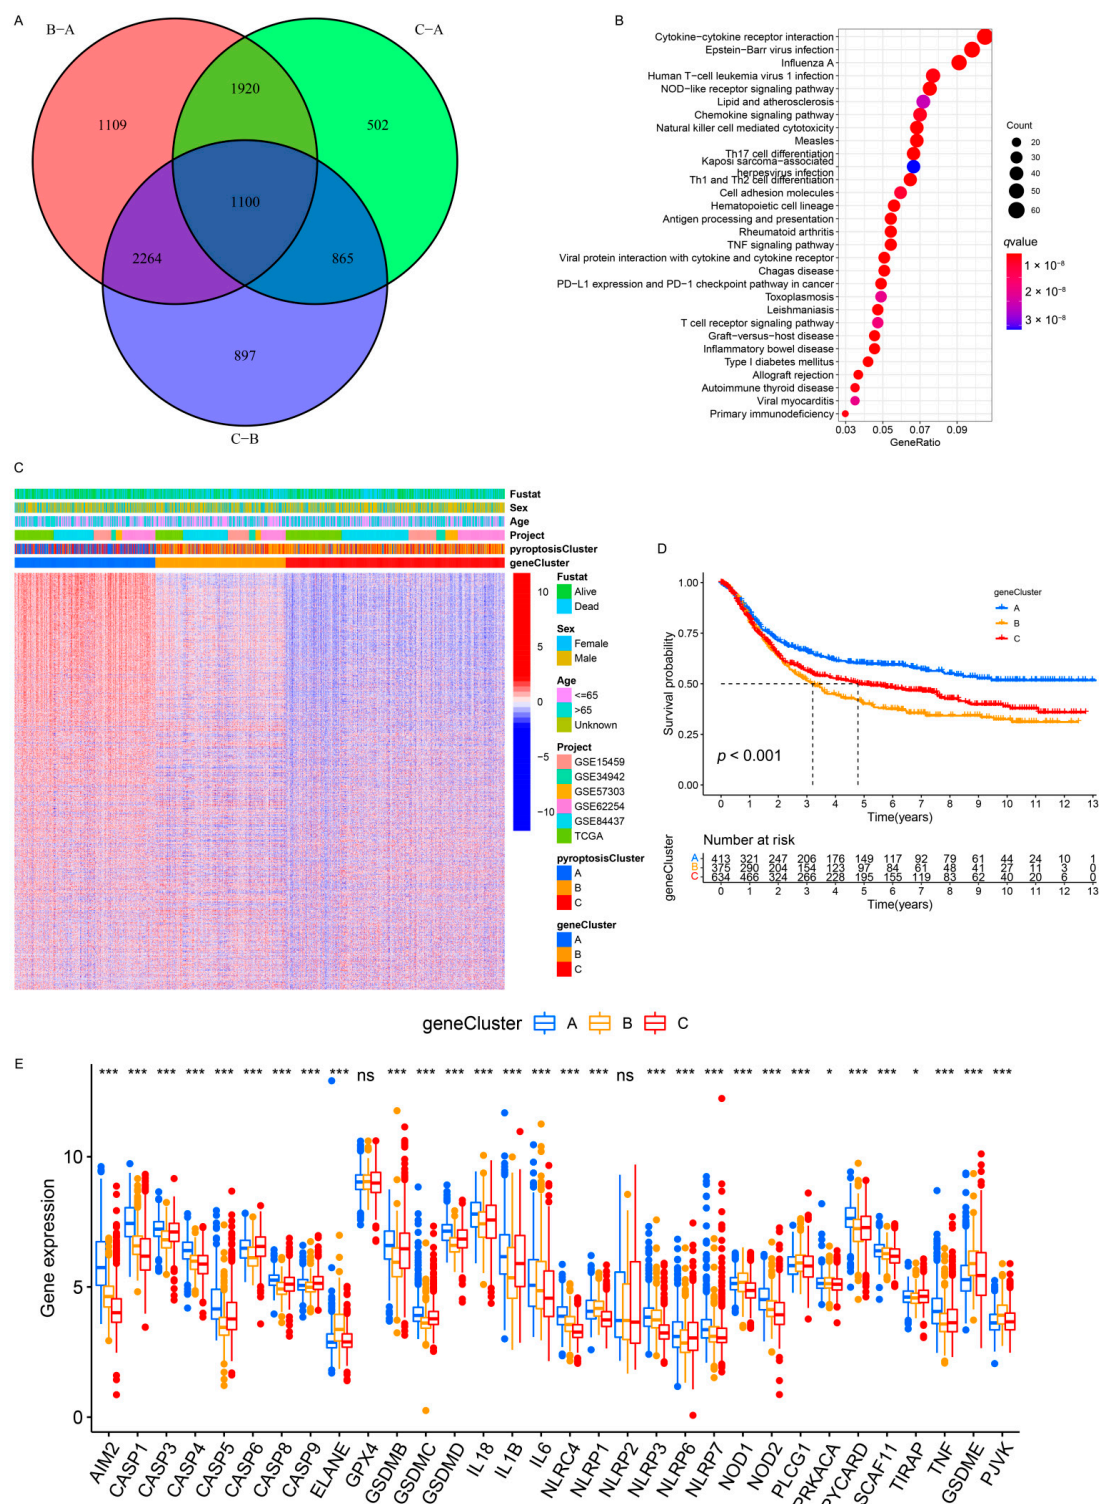 A
B−A
C−A
1920
1109
502
1100
2264
865
897
C−B
B
Cytokine−cytokine receptor interaction
Epstein−Barr virus infection
Influenza A
Human T−cell leukemia virus 1 infection
NOD−like receptor signaling pathway
Lipid and atherosclerosis
Chemokine signaling pathway
Natural killer cell mediated cytotoxicity
Measles
Th17 cell differentiation
Kaposi sarcoma−associated
herpesvirus infection
Th1 and Th2 cell differentiation
Cell adhesion molecules
Hematopoietic cell lineage
Antigen processing and presentation
Rheumatoid arthritis
TNF signaling pathway
Viral protein interaction with cytokine and cytokine receptor
Chagas disease
PD−L1 expression and PD−1 checkpoint pathway in cancer
Toxoplasmosis
Leishmaniasis
T cell receptor signaling pathway
Graft−versus−host disease
Inflammatory bowel disease
Type I diabetes mellitus
Allograft rejection
Autoimmune thyroid disease
Viral myocarditis
Primary immunodeficiency
0.03 0.05 0.07 0.09
GeneRatio
Count
20
30
40
50
60
qvalue
1 × 10⁻⁸
2 × 10⁻⁸
3 × 10⁻⁸
C
Fustat
Sex
Age
Project
pyroptosisCluster
geneCluster
10
5
0
−5
−10
Fustat
Alive
Dead
Sex
Female
Male
Age
<=65
>65
Unknown
Project
GSE15459
GSE34942
GSE57303
GSE62254
GSE84437
TCGA
pyroptosisCluster
A
B
C
geneCluster
A
B
C
D
geneCluster
A
B
C
Survival probability
1.00
0.75
0.50
0.25
0.00
p < 0.001
0 1 2 3 4 5 6 7 8 9 10 11 12 13
Time(years)
Number at risk
geneCluster
A 413 321 247 206 176 149 117 92 79 61 44 24 10 1
B 375 290 204 154 123 97 84 61 48 41 27 11 3 0
C 634 466 324 266 228 195 155 119 83 62 40 20 6 0
0 1 2 3 4 5 6 7 8 9 10 11 12 13
Time(years)
geneCluster A B C
E
*** *** *** *** *** *** *** *** *** ns *** *** *** *** *** *** *** *** ns *** *** *** *** *** *** * *** *** * *** *** ***
Gene expression
10
5
0
AIM2 CASP1 CASP3 CASP4 CASP5 CASP6 CASP8 CASP9 ELANE GPX4 GSDMB GSDMC GSDMD IL18 IL1B IL6 NLRC4 NLRP1 NLRP2 NLRP3 NLRP6 NLRP7 NOD1 NOD2 PLCG1 PRKACA PYCARD SCAF11 TIRAP TNF GSDME PJVK